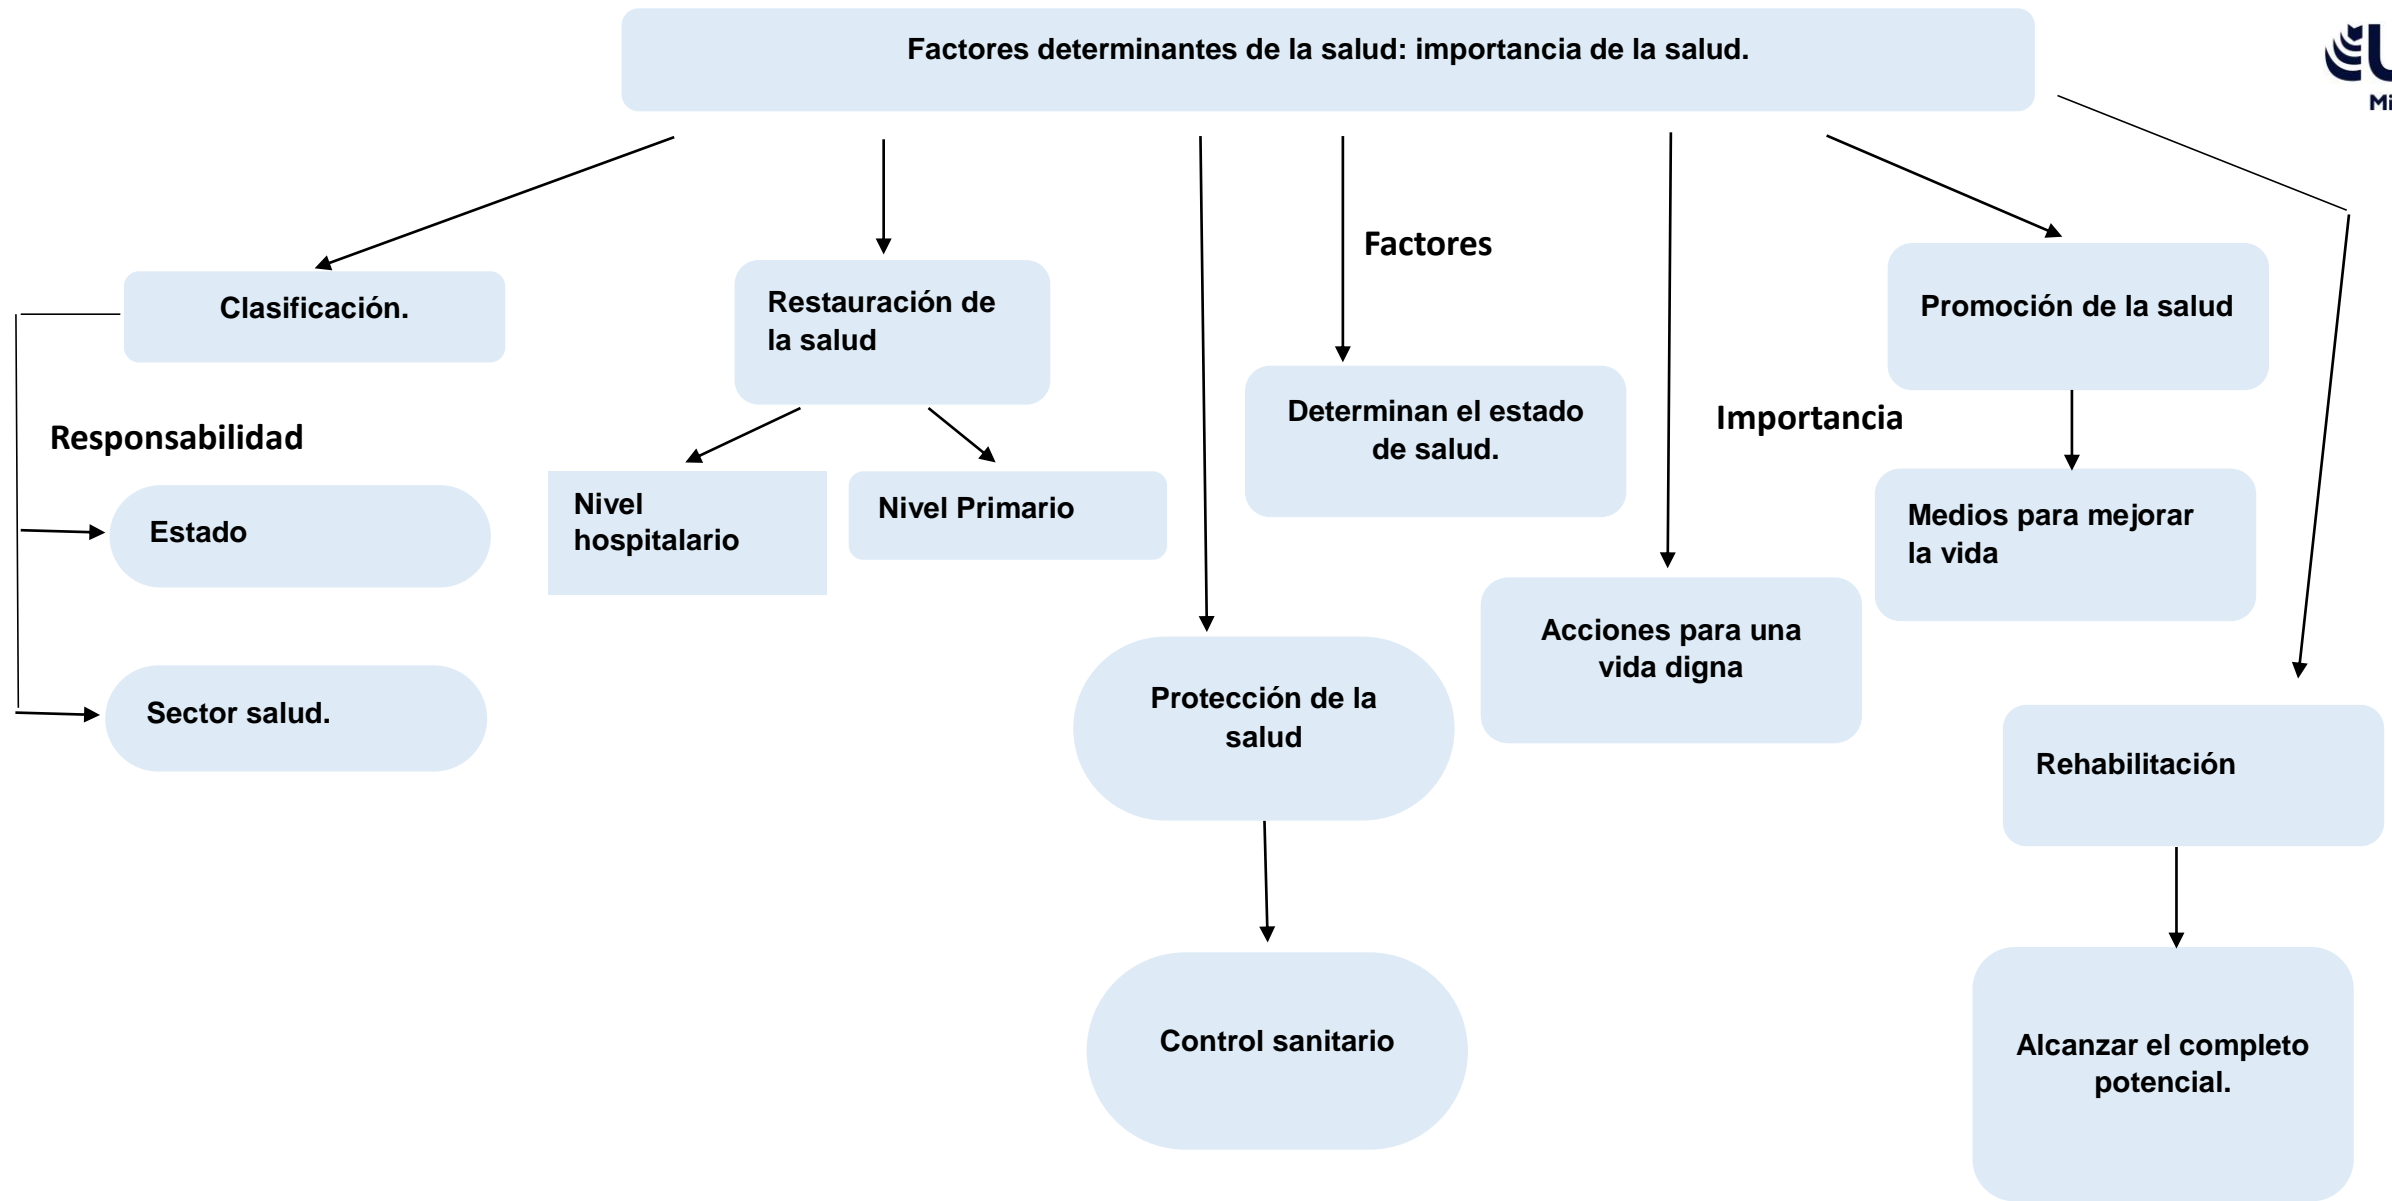 Factores determinantes de la salud: importancia de la salud.
Mi
Factores
Clasificación.
Restauración de
la salud
Promoción de la salud
Determinan el estado
de salud.
Importancia
Responsabilidad
Nivel
hospitalario
Nivel Primario
Medios para mejorar
la vida
Estado
Acciones para una
vida digna
Protección de la
salud
Sector salud.
Rehabilitación
Control sanitario
Alcanzar el completo
potencial.